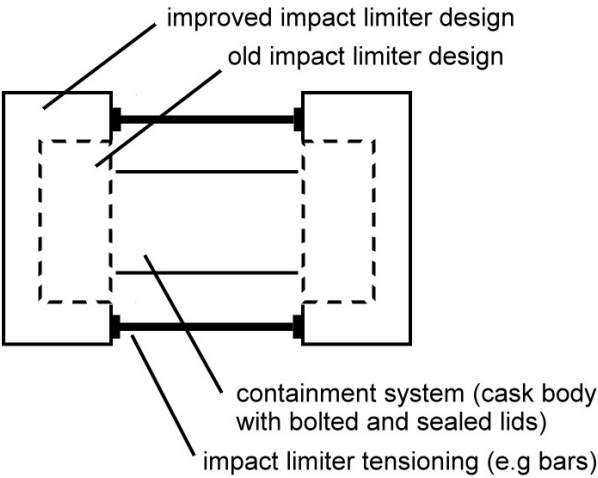 improved impact limiter design
old impact limiter design
containment system (cask body
with bolted and sealed lids)
impact limiter tensioning (e.g bars)